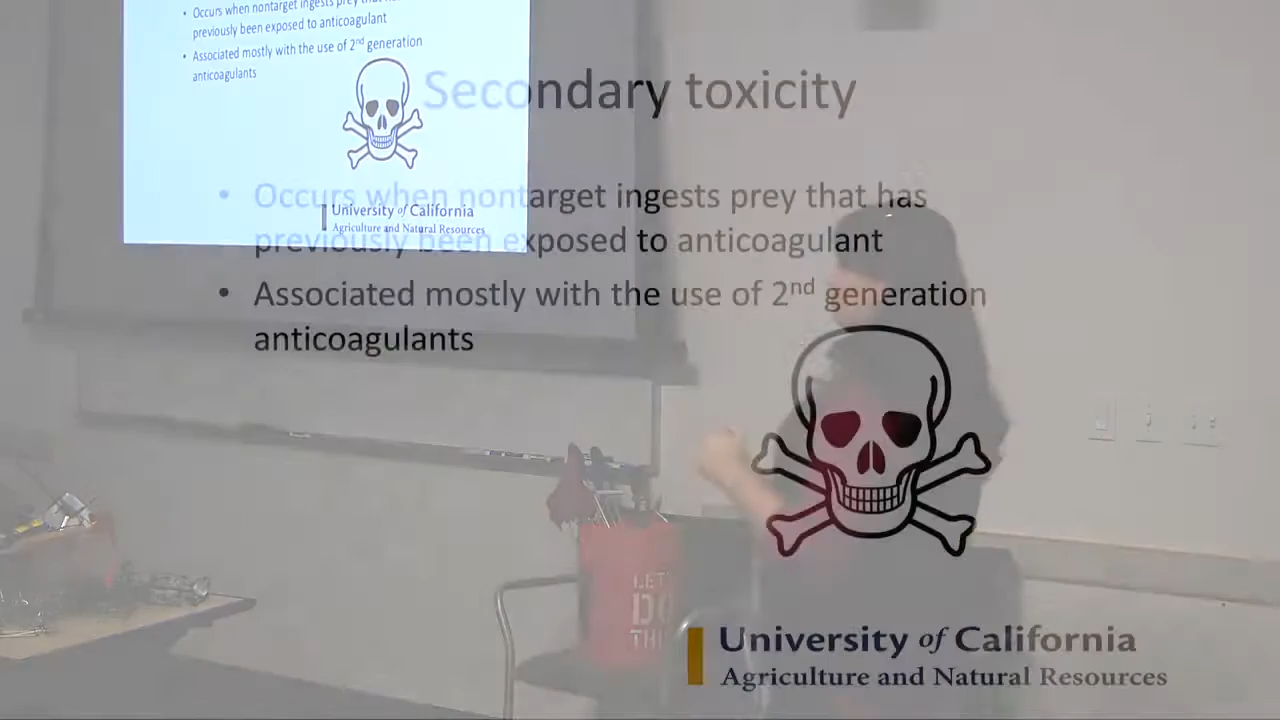 • Occurs when nontarget ingests prey that
previously been exposed to anticoagulant
• Associated mostly with the use of 2nd generation
anticoagulants
University of California
Agriculture and Natural Resources
Secondary toxicity
• Occurs when nontarget ingests prey that has
previously been exposed to anticoagulant
• Associated mostly with the use of 2nd generation
anticoagulants
LET'S
DO
THIS
University of California
Agriculture and Natural Resources